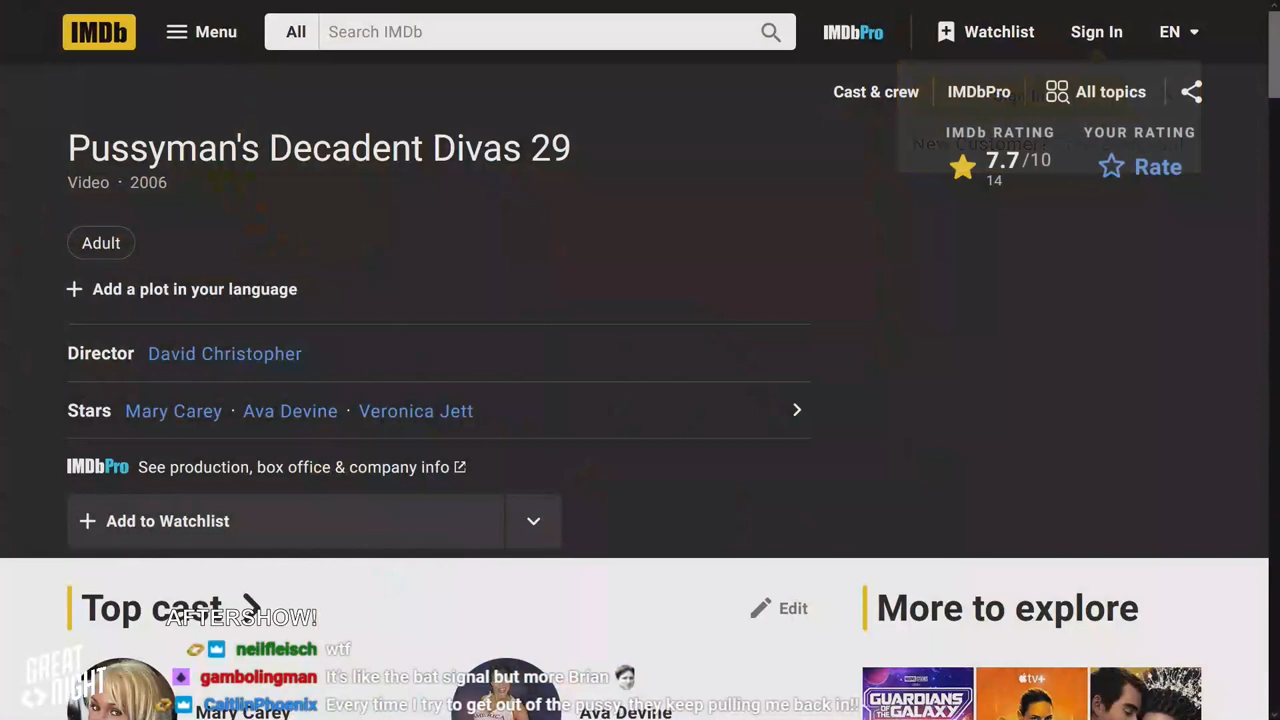 IMDb
Menu
All
Search IMDb
IMDbPro
Watchlist
Sign In
EN
Cast & crew
IMDbPro
All topics
Pussyman's Decadent Divas 29
Video · 2006
IMDb RATING
7.7/10
14
YOUR RATING
Rate
Adult
+ Add a plot in your language
Director David Christopher
Stars Mary Carey · Ava Devine · Veronica Jett
IMDbPro See production, box office & company info
+ Add to Watchlist
Top cast
Edit
More to explore
AFTERSHOW!
neilfleisch wtf
gambolingman It's like the bat signal but more Brian
CaitlinPhoenix Every time I try to get out of the pussy, they keep pulling me back in!!
GREAT
NIGHT
Mary Carey
Ava Devine
MARVEL STUDIOS
GUARDIANS
OF THE GALAXY
tv+